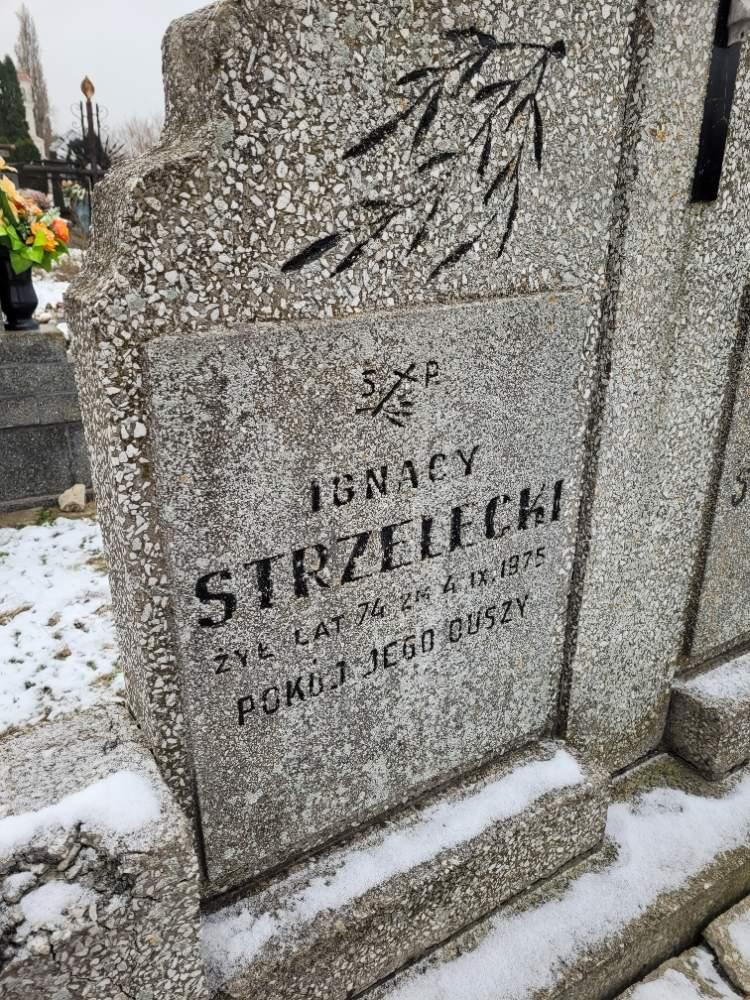 S P.
IGNACY
STRZELECKI
ŻYŁ LAT 74 ZM 4.IX.1975
POKÓJ JEGO DUSZY